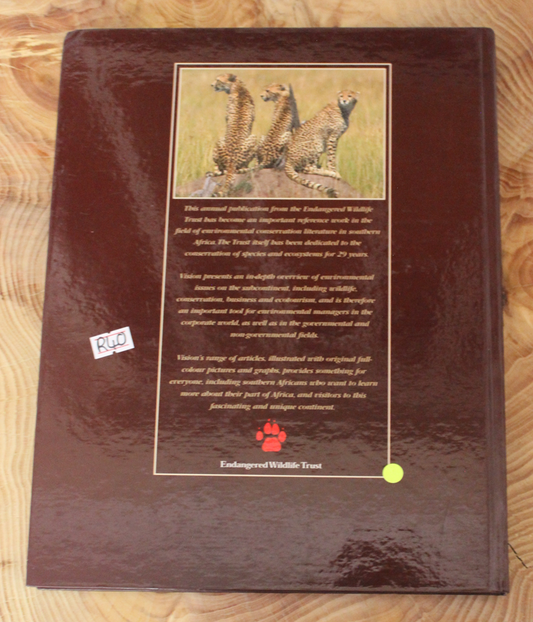 This annual publication from the Endangered Wildlife
Trust has become an important reference work in the
field of environmental conservation literature in southern
Africa. The Trust itself has been dedicated to the
conservation of species and ecosystems for 29 years.
Vision presents an in-depth overview of environmental
issues on the subcontinent, including wildlife,
conservation, business and ecotourism, and is therefore
an important tool for environmental managers in the
corporate world, as well as in the governmental and
non-governmental fields.
R40
Vision's range of articles, illustrated with original full-
colour pictures and graphs, provides something for
everyone, including southern Africans who want to learn
more about their part of Africa, and visitors to this
fascinating and unique continent.
Endangered Wildlife Trust